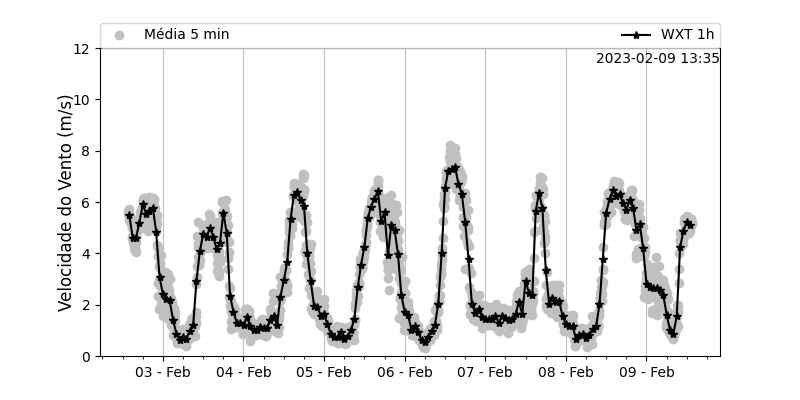 Média 5 min
WXT 1h
2023-02-09 13:35
Velocidade do Vento (m/s)
12
10
8
6
4
2
0
03 - Feb 04 - Feb 05 - Feb 06 - Feb 07 - Feb 08 - Feb 09 - Feb